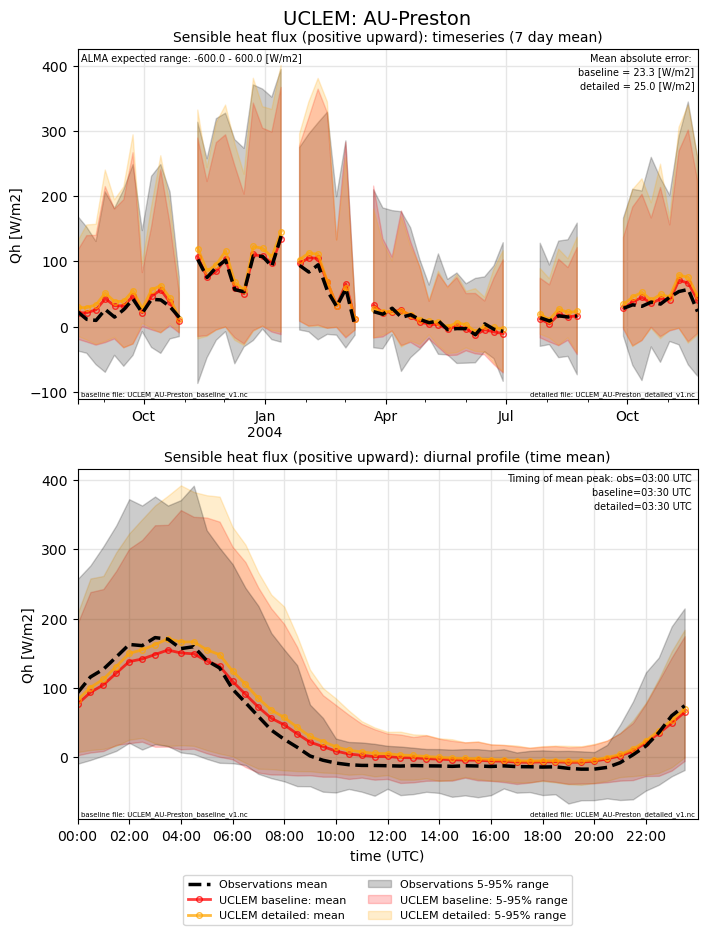 UCLEM: AU-Preston
Sensible heat flux (positive upward): timeseries (7 day mean)
ALMA expected range: -600.0 - 600.0 [W/m2]
Mean absolute error:
baseline = 23.3 [W/m2]
detailed = 25.0 [W/m2]
400
300
200
100
0
−100
Qh [W/m2]
baseline file: UCLEM_AU-Preston_baseline_v1.nc
detailed file: UCLEM_AU-Preston_detailed_v1.nc
Oct
Jan
2004
Apr
Jul
Oct
Sensible heat flux (positive upward): diurnal profile (time mean)
Timing of mean peak: obs=03:00 UTC
baseline=03:30 UTC
detailed=03:30 UTC
400
300
200
100
0
Qh [W/m2]
baseline file: UCLEM_AU-Preston_baseline_v1.nc
detailed file: UCLEM_AU-Preston_detailed_v1.nc
00:00 02:00 04:00 06:00 08:00 10:00 12:00 14:00 16:00 18:00 20:00 22:00
time (UTC)
Observations mean
UCLEM baseline: mean
UCLEM detailed: mean
Observations 5-95% range
UCLEM baseline: 5-95% range
UCLEM detailed: 5-95% range